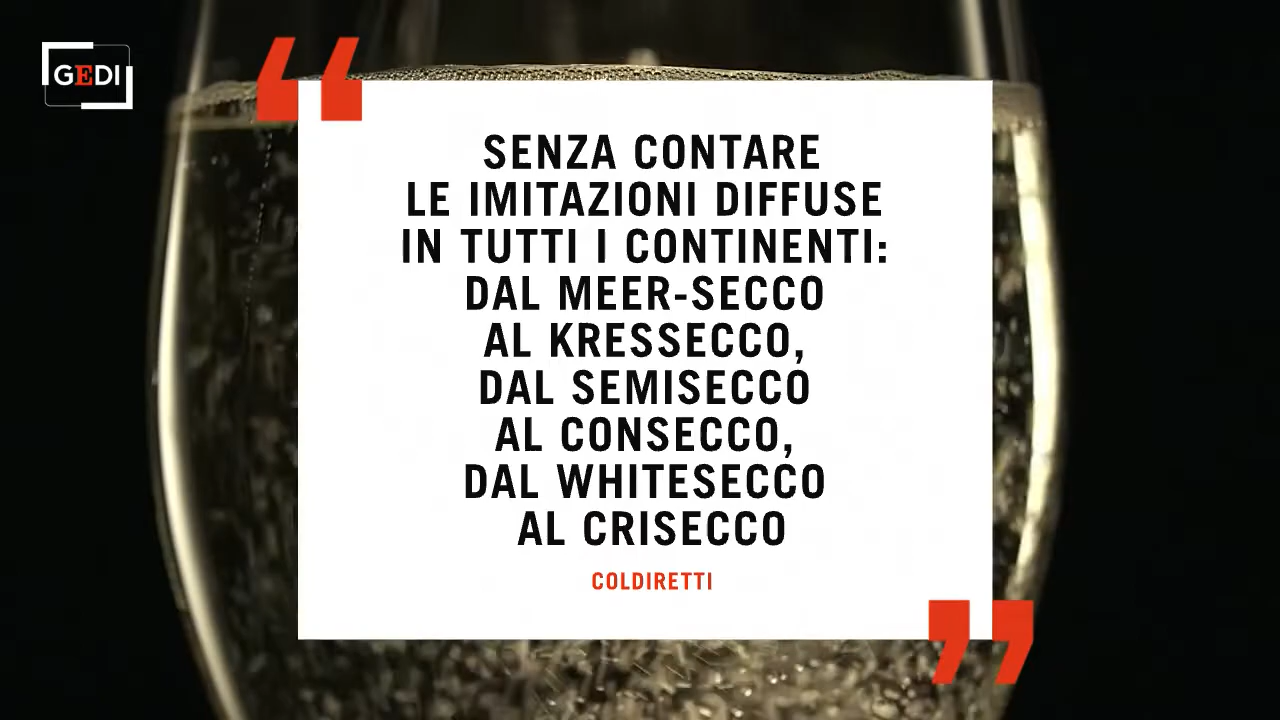 GEDI
SENZA CONTARE
LE IMITAZIONI DIFFUSE
IN TUTTI I CONTINENTI:
DAL MEER-SECCO
AL KRESSECCO,
DAL SEMISECCO
AL CONSECCO,
DAL WHITESECCO
AL CRISECCO
COLDIRETTI